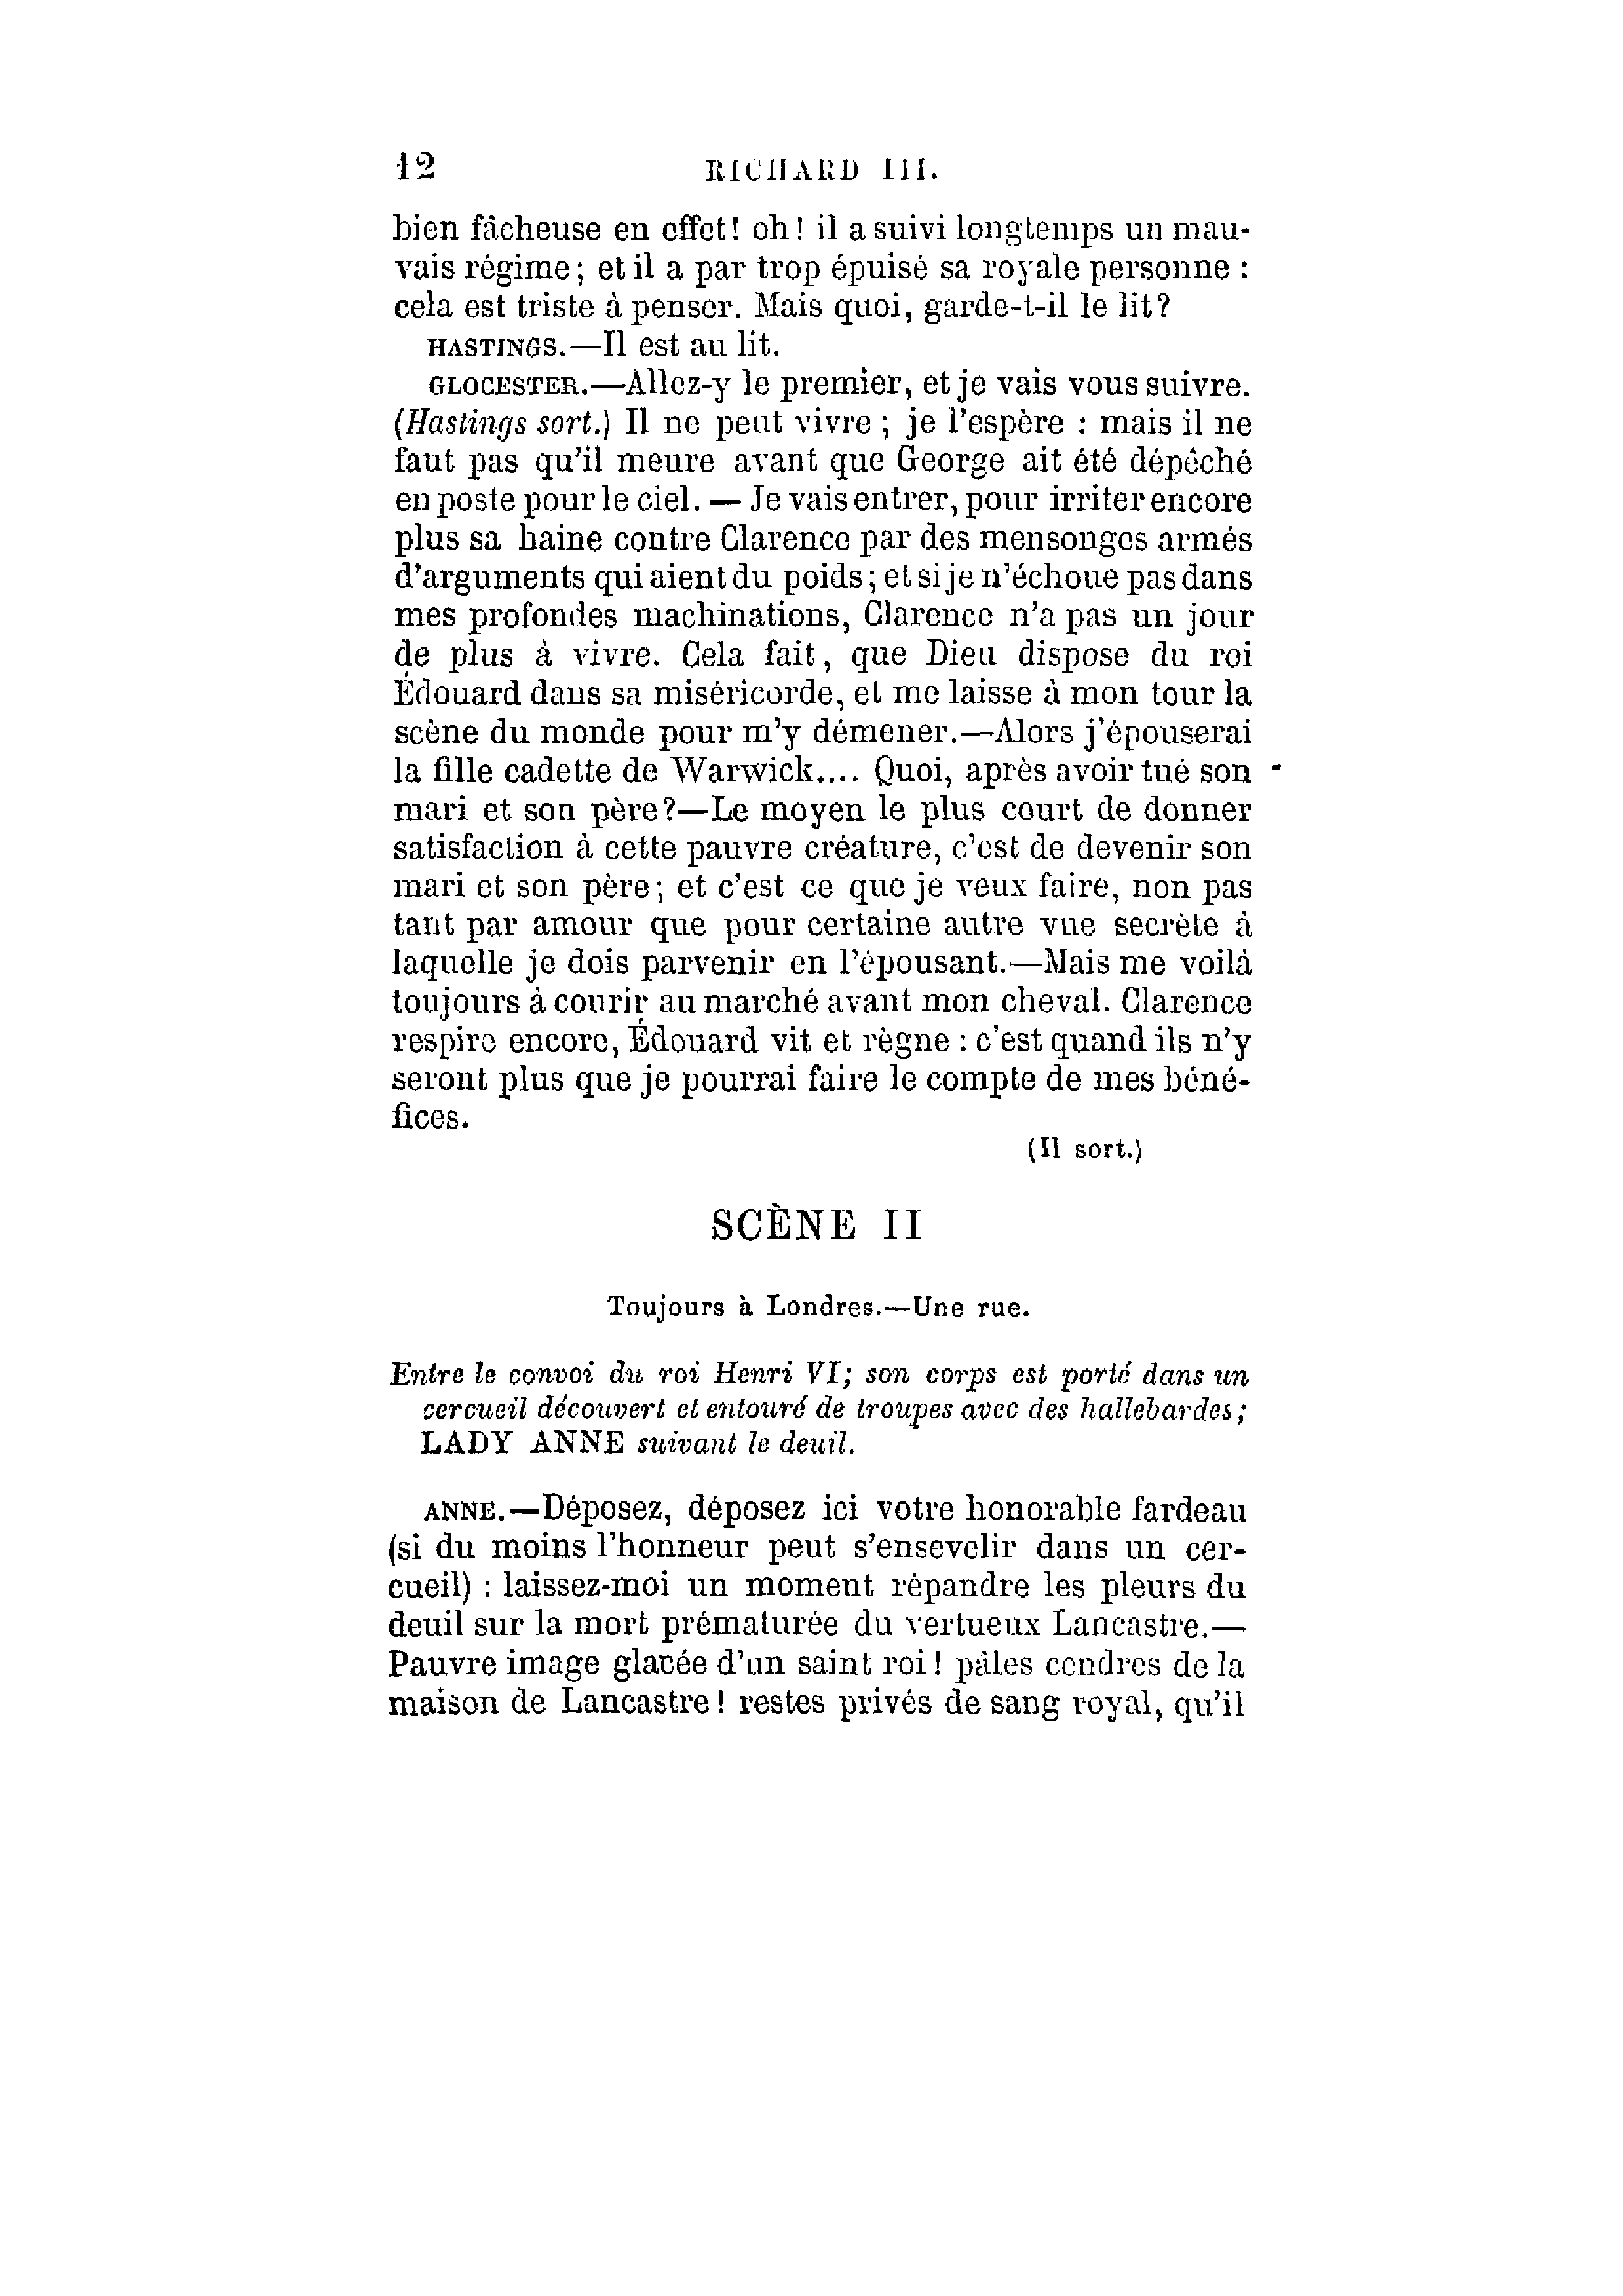 12 RICHARD III.
bien fâcheuse en effet! oh! il a suivi longtemps un mau-
vais régime; et il a par trop épuisé sa royale personne :
cela est triste à penser. Mais quoi, garde-t-il le lit?
HASTINGS.—Il est au lit.
GLOCESTER.—Allez-y le premier, et je vais vous suivre.
(Hastings sort.) Il ne peut vivre ; je l'espère : mais il ne
faut pas qu'il meure avant que George ait été dépêché
en poste pour le ciel. — Je vais entrer, pour irriter encore
plus sa haine contre Clarence par des mensonges armés
d'arguments qui aient du poids; et si je n'échoue pas dans
mes profondes machinations, Clarence n'a pas un jour
de plus à vivre. Cela fait, que Dieu dispose du roi
Édouard dans sa miséricorde, et me laisse à mon tour la
scène du monde pour m'y démener.—Alors j'épouserai
la fille cadette de Warwick.... Quoi, après avoir tué son
mari et son père?—Le moyen le plus court de donner
satisfaction à cette pauvre créature, c'est de devenir son
mari et son père; et c'est ce que je veux faire, non pas
tant par amour que pour certaine autre vue secrète à
laquelle je dois parvenir en l'épousant.—Mais me voilà
toujours à courir au marché avant mon cheval. Clarence
respire encore, Édouard vit et règne : c'est quand ils n'y
seront plus que je pourrai faire le compte de mes béné-
fices.
(Il sort.)
SCÈNE II
Toujours à Londres.—Une rue.
Entre le convoi du roi Henri VI; son corps est porté dans un
cercueil découvert et entouré de troupes avec des hallebardes;
LADY ANNE suivant le deuil.
ANNE.—Déposez, déposez ici votre honorable fardeau
(si du moins l'honneur peut s'ensevelir dans un cer-
cueil) : laissez-moi un moment répandre les pleurs du
deuil sur la mort prématurée du vertueux Lancastre.—
Pauvre image glacée d'un saint roi! pâles cendres de la
maison de Lancastre! restes privés de sang royal, qu'il